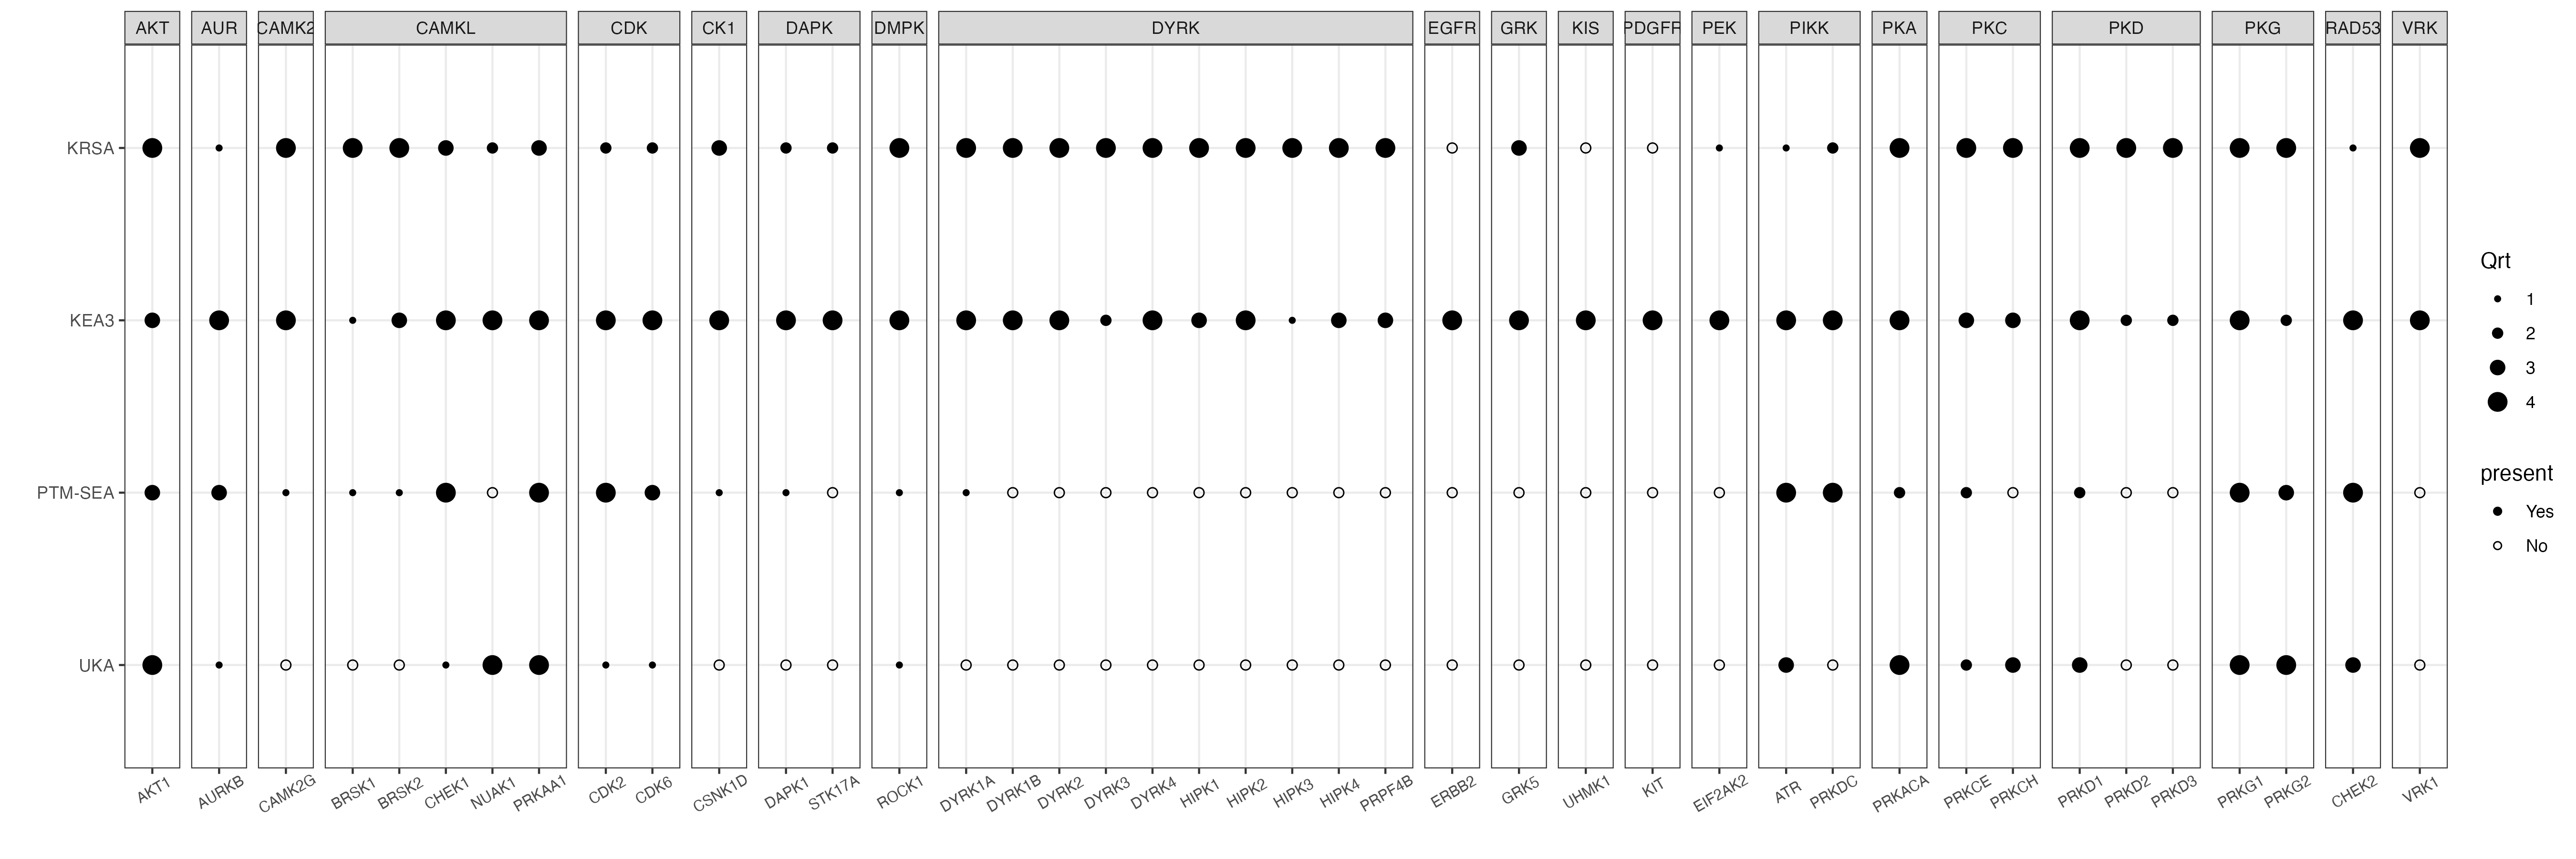 AKT AUR CAMK2 CAMKL CDK CK1 DAPK DMPK DYRK EGFR GRK KIS PDGFR PEK PIKK PKA PKC PKD PKG RAD53 VRK
KRSA
KEA3
PTM-SEA
UKA
AKT1 AURKB CAMK2G BRSK1 BRSK2 CHEK1 NUAK1 PRKAA1 CDK2 CDK6 CSNK1D DAPK1 STK17A ROCK1 DYRK1A DYRK1B DYRK2 DYRK3 DYRK4 HIPK1 HIPK2 HIPK3 HIPK4 PRPF4B ERBB2 GRK5 UHMK1 KIT EIF2AK2 ATR PRKDC PRKACA PRKCE PRKCH PRKD1 PRKD2 PRKD3 PRKG1 PRKG2 CHEK2 VRK1
Qrt
1
2
3
4
present
Yes
No